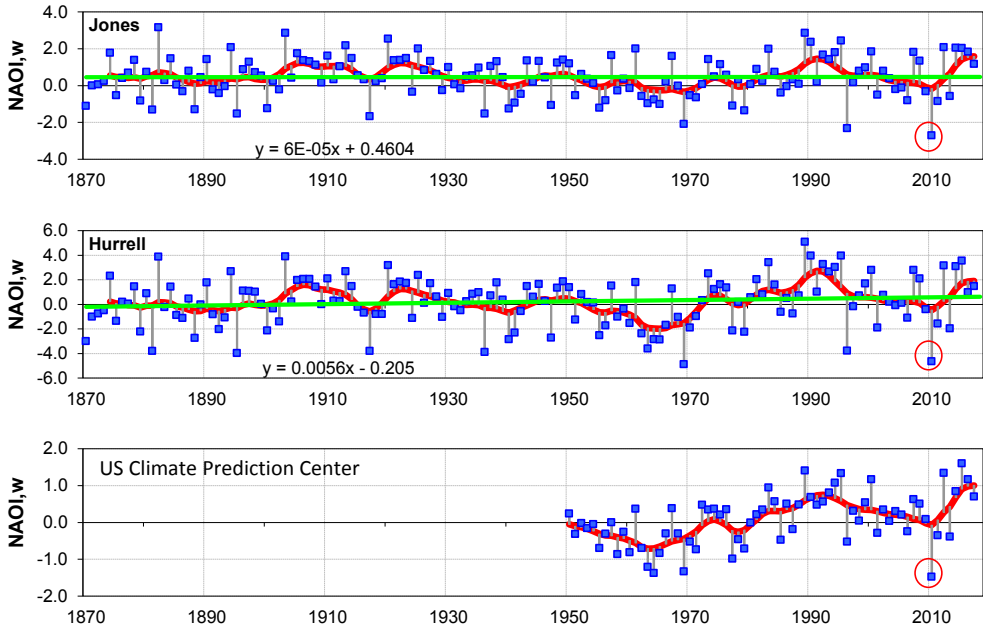 4.0
Jones
2.0
0.0
-2.0
-4.0
NAOI,w
y = 6E-05x + 0.4604
1870 1890 1910 1930 1950 1970 1990 2010
6.0
Hurrell
4.0
2.0
0.0
-2.0
-4.0
-6.0
NAOI,w
y = 0.0056x - 0.205
1870 1890 1910 1930 1950 1970 1990 2010
2.0
US Climate Prediction Center
1.0
0.0
-1.0
-2.0
NAOI,w
1870 1890 1910 1930 1950 1970 1990 2010